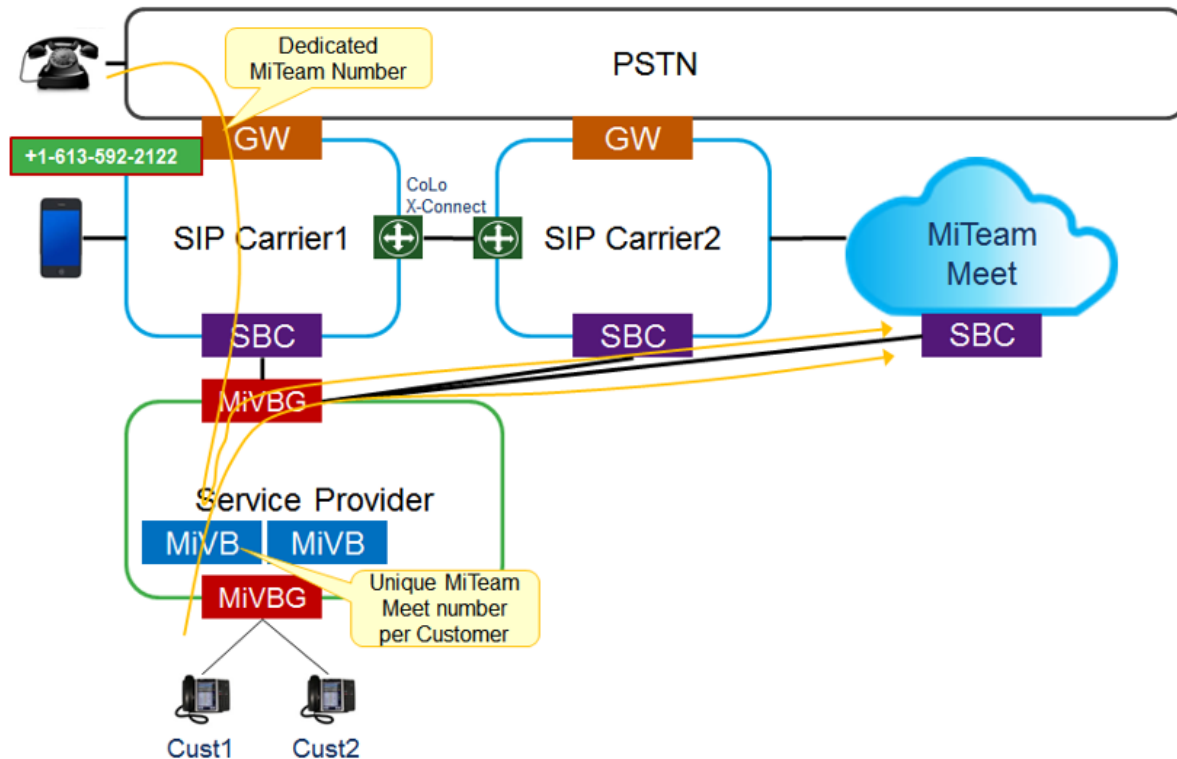 Dedicated
MiTeam Number
PSTN
GW
GW
+1-613-592-2122
CoLo
X-Connect
SIP Carrier1
SIP Carrier2
MiTeam
Meet
SBC
SBC
SBC
MiVBG
Service Provider
MiVB
MiVB
MiVBG
Unique MiTeam
Meet number
per Customer
Cust1
Cust2